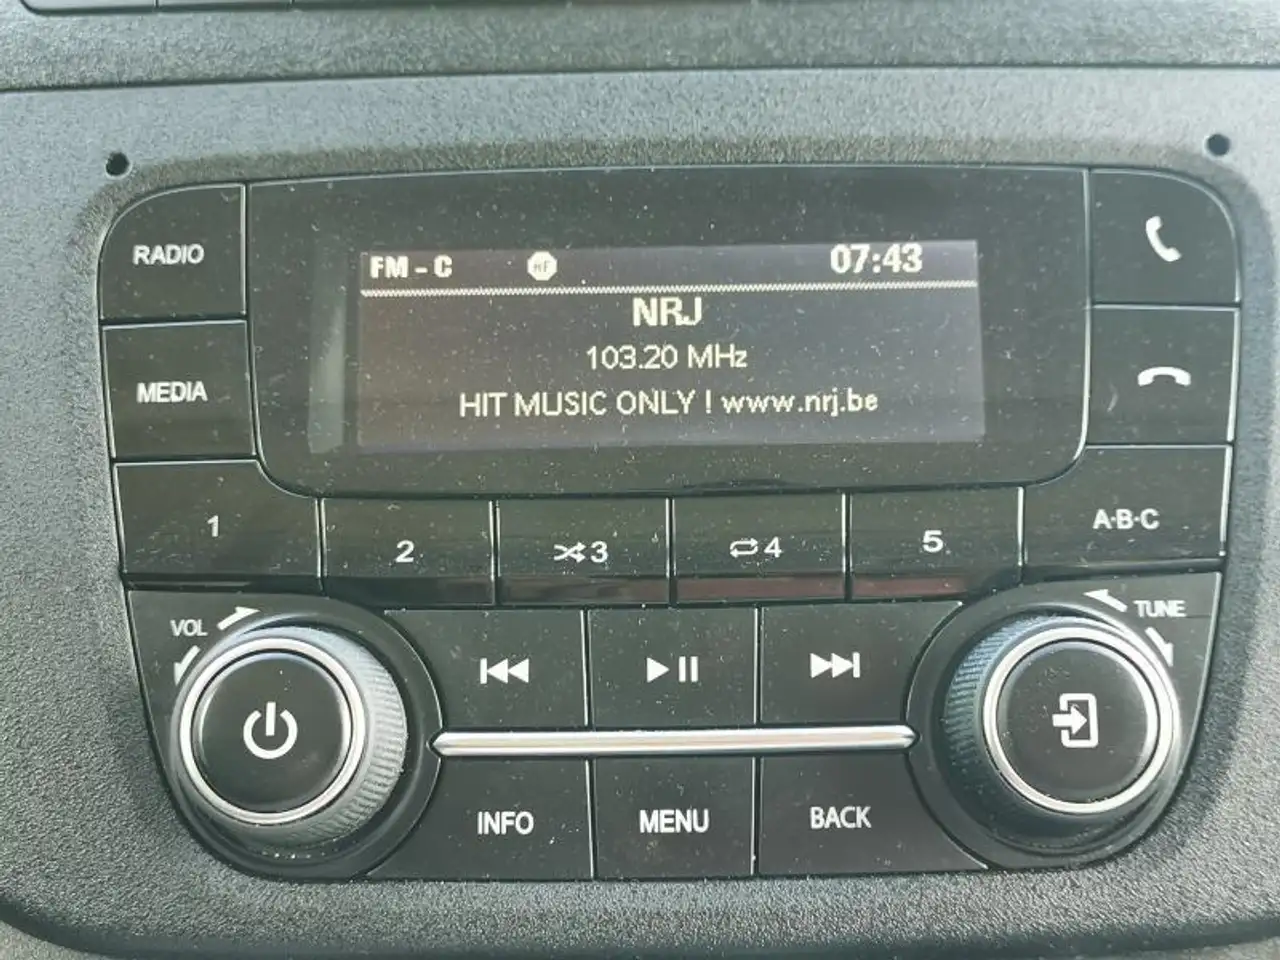 RADIO
MEDIA
FM - C AF 07:43
NRJ
103.20 MHz
HIT MUSIC ONLY ! www.nrj.be
1
2
3
4
5
A·B·C
VOL
TUNE
INFO
MENU
BACK